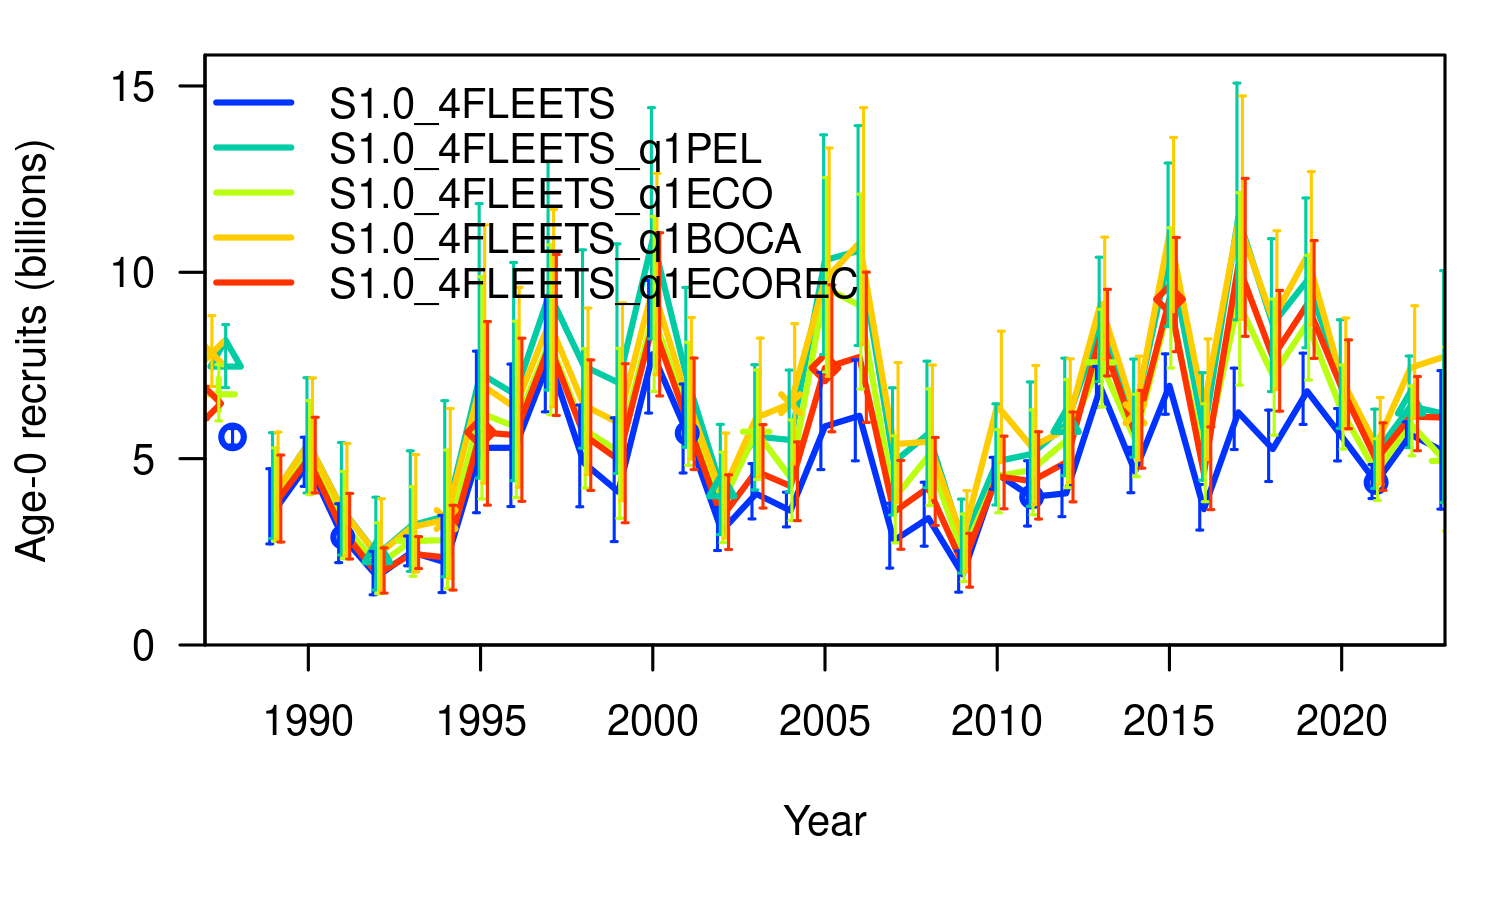 Age-0 recruits (billions)
15
10
5
0
S1.0_4FLEETS
S1.0_4FLEETS_q1PEL
S1.0_4FLEETS_q1ECO
S1.0_4FLEETS_q1BOCA
S1.0_4FLEETS_q1ECOREC
1990 1995 2000 2005 2010 2015 2020
Year